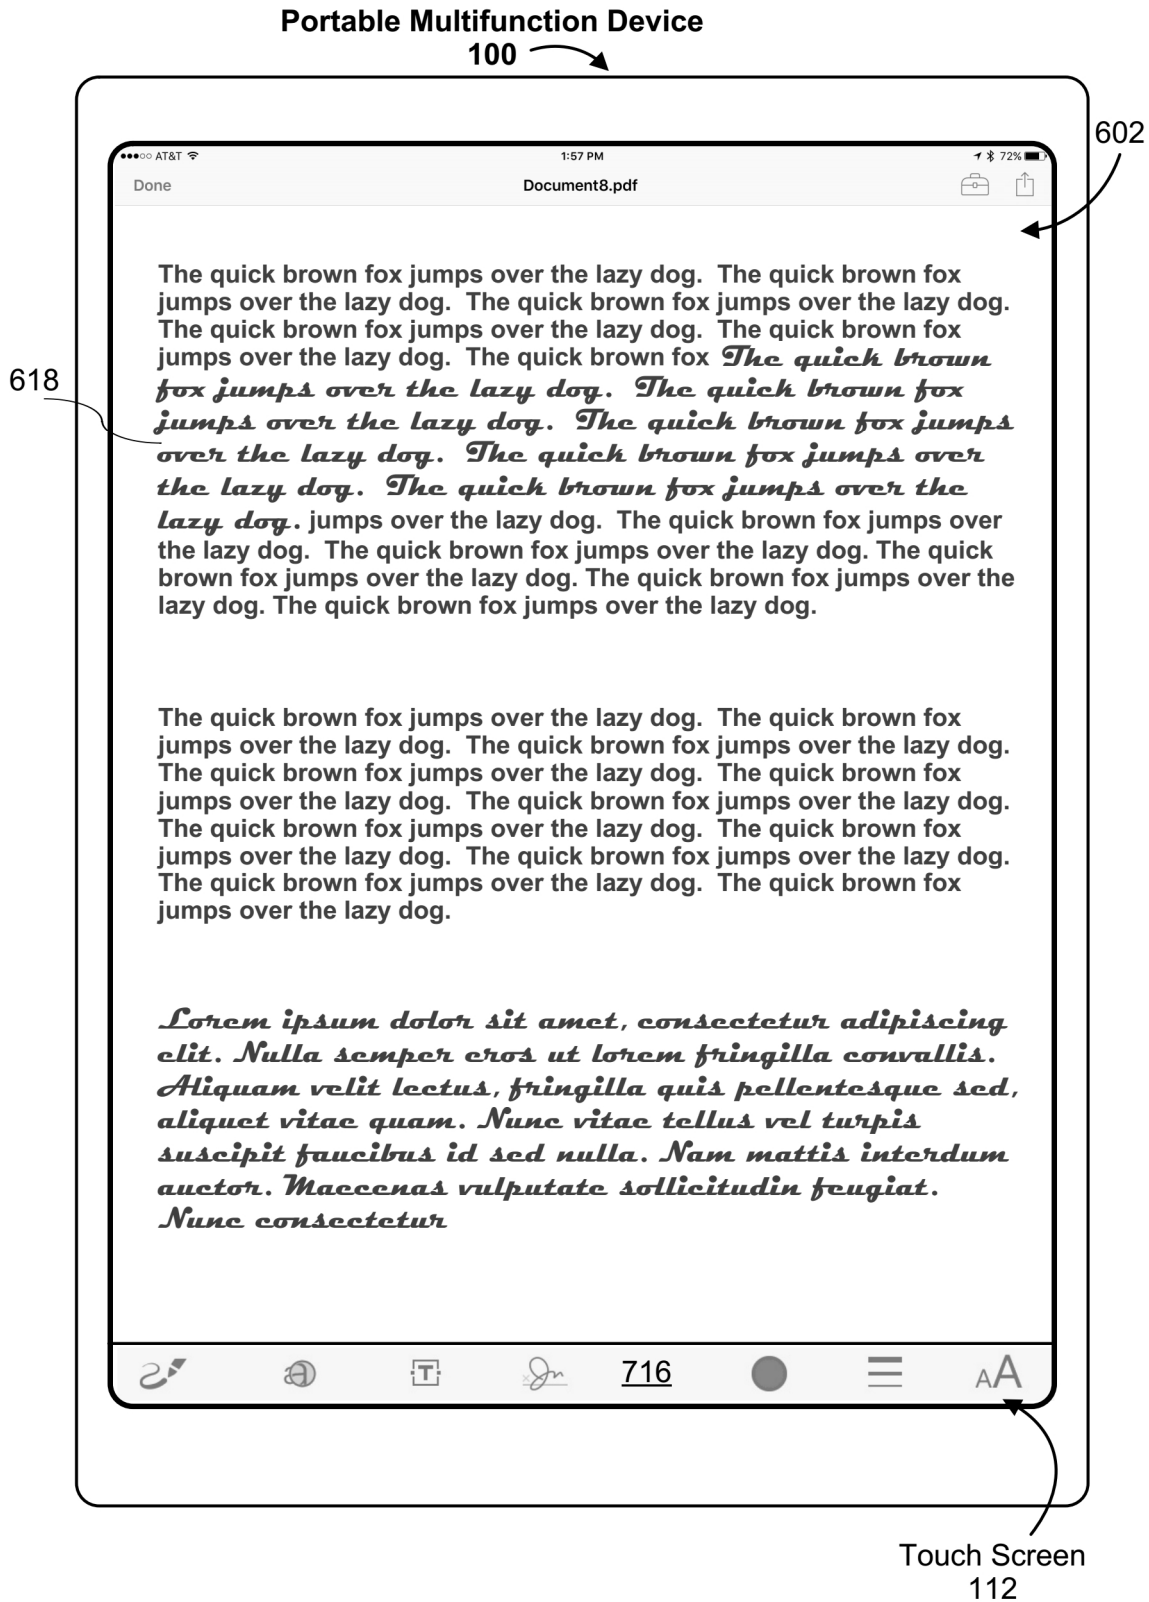 Portable Multifunction Device
100
602
●●●○○ AT&T 1:57 PM 72%
Done Document8.pdf
The quick brown fox jumps over the lazy dog.  The quick brown fox
jumps over the lazy dog.  The quick brown fox jumps over the lazy dog.
The quick brown fox jumps over the lazy dog.  The quick brown fox
jumps over the lazy dog.  The quick brown fox The quick brown
618
fox jumps over the lazy dog.  The quick brown fox
jumps over the lazy dog.  The quick brown fox jumps
over the lazy dog.  The quick brown fox jumps over
the lazy dog.  The quick brown fox jumps over the
lazy dog. jumps over the lazy dog.  The quick brown fox jumps over
the lazy dog.  The quick brown fox jumps over the lazy dog. The quick
brown fox jumps over the lazy dog. The quick brown fox jumps over the
lazy dog. The quick brown fox jumps over the lazy dog.
The quick brown fox jumps over the lazy dog.  The quick brown fox
jumps over the lazy dog.  The quick brown fox jumps over the lazy dog.
The quick brown fox jumps over the lazy dog.  The quick brown fox
jumps over the lazy dog.  The quick brown fox jumps over the lazy dog.
The quick brown fox jumps over the lazy dog.  The quick brown fox
jumps over the lazy dog.  The quick brown fox jumps over the lazy dog.
The quick brown fox jumps over the lazy dog.  The quick brown fox
jumps over the lazy dog.
Lorem ipsum dolor sit amet, consectetur adipiscing
elit. Nulla semper eros ut lorem fringilla convallis.
Aliquam velit lectus, fringilla quis pellentesque sed,
aliquet vitae quam. Nunc vitae tellus vel turpis
suscipit faucibus id sed nulla. Nam mattis interdum
auctor. Maecenas vulputate sollicitudin feugiat.
Nunc consectetur
a T 716 AA
Touch Screen
112